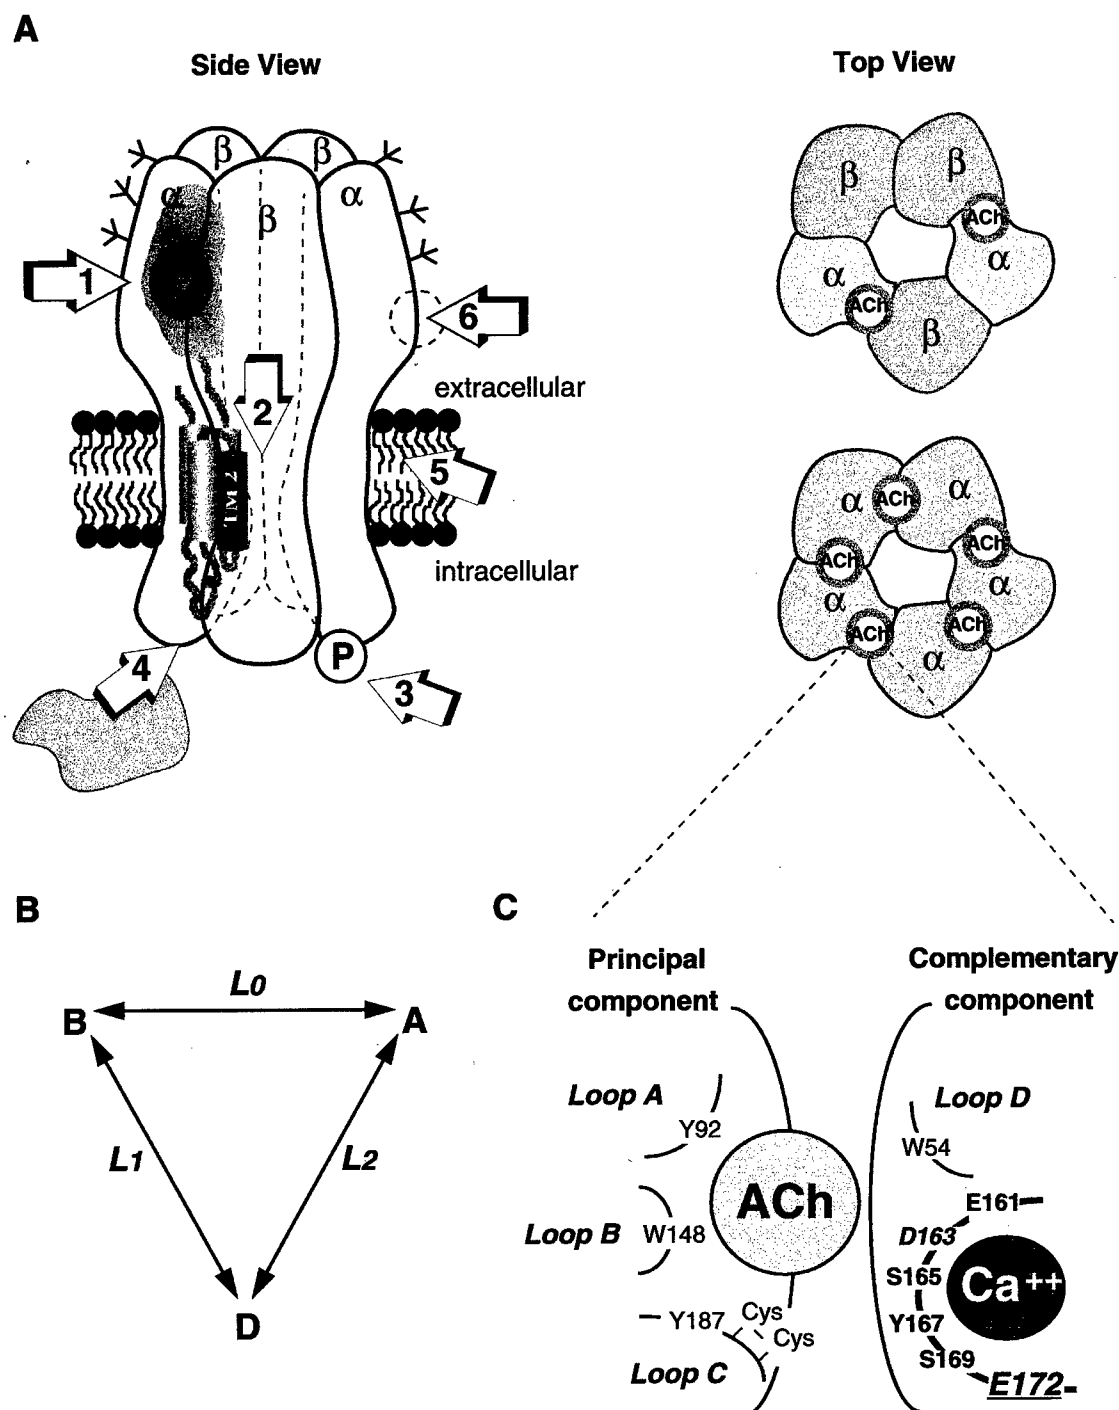 A
Side View
Top View
β
β
α
β
α
1
6
2
extracellular
5
TM 2
intracellular
P
4
3
β
β
ACh
α
α
ACh
β
α
ACh
α
ACh
ACh
α
α
ACh
ACh
α
B
L0
B
A
L1
L2
D
C
Principal
component
Complementary
component
Loop A
Y92
Loop D
W54
ACh
Loop B
W148
E161
D163
S165
Ca++
Y167
S169
E172
Y187
Cys
Cys
Loop C